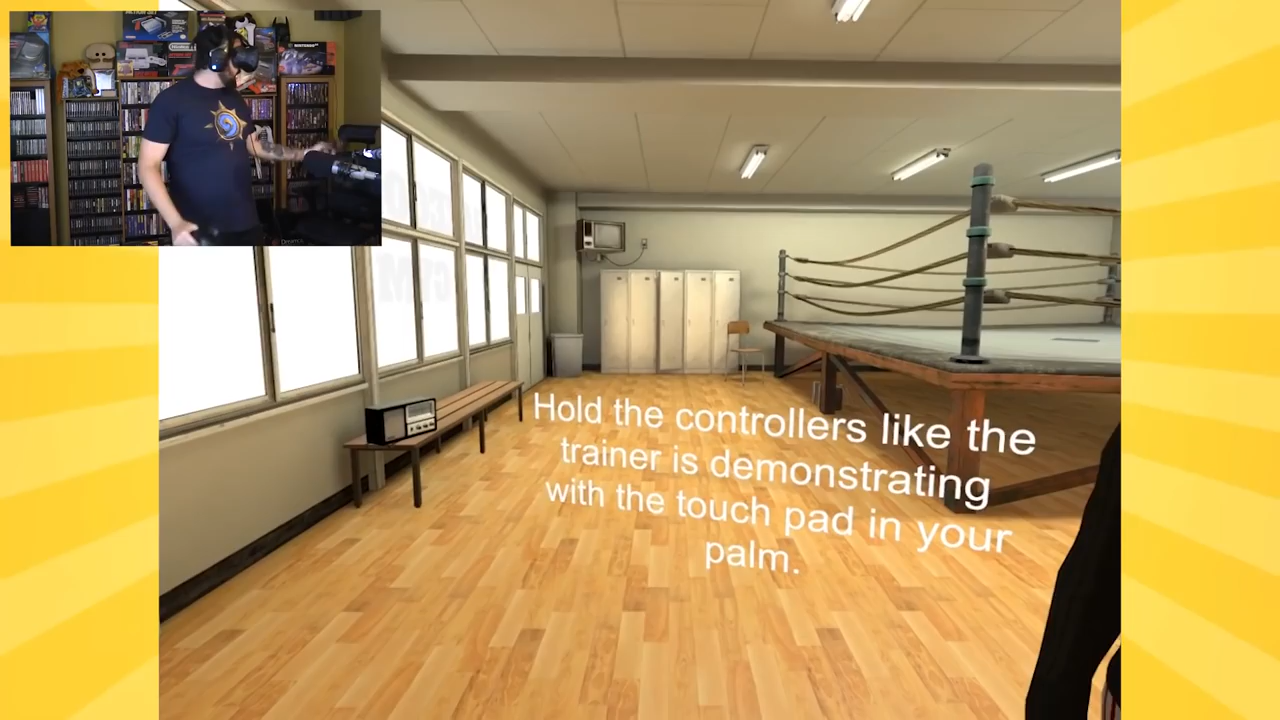 Hold the controllers like the
trainer is demonstrating
with the touch pad in your
palm.